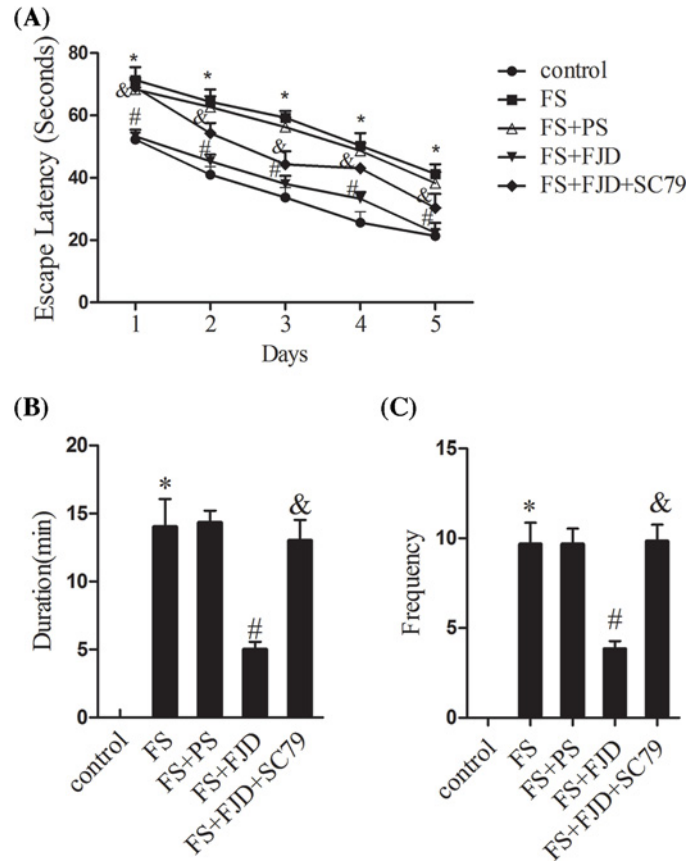 (A)
Escape Latency (Seconds)
80
60
40
20
0
* * * * *
& & & & &
# # # # #
1 2 3 4 5
Days
control
FS
FS+PS
FS+FJD
FS+FJD+SC79
(B)
Duration(min)
20
15
10
5
0
* # &
control FS FS+PS FS+FJD FS+FJD+SC79
(C)
Frequency
15
10
5
0
* # &
control FS FS+PS FS+FJD FS+FJD+SC79